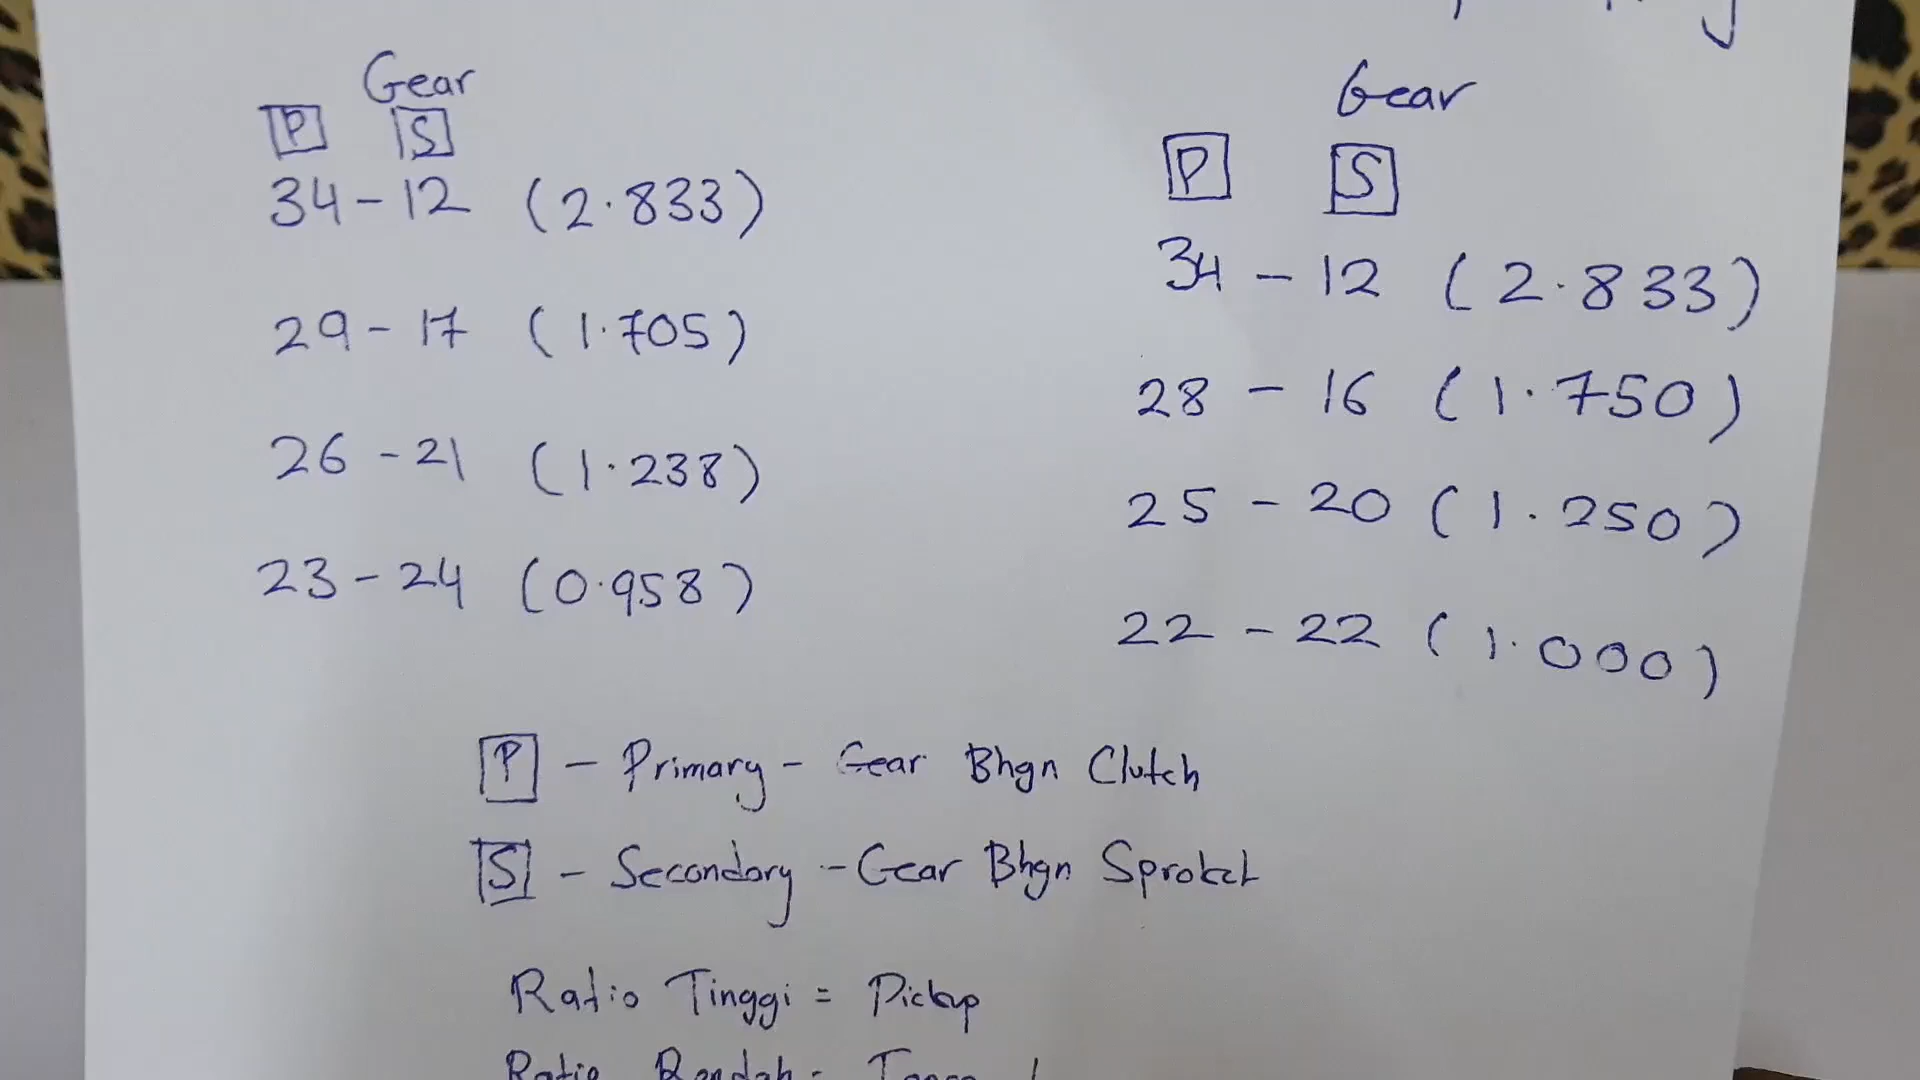 Gear
P S
34 - 12 (2.833)
29 - 17 (1.705)
26 - 21 (1.238)
23 - 24 (0.958)
Gear
P S
34 - 12 (2.833)
28 - 16 (1.750)
25 - 20 (1.250)
22 - 22 (1.000)
P - Primary - Gear Bhgn Clutch
S - Secondary - Gear Bhgn Sproket
Ratio Tinggi = Pickup
Ratio Rendah =